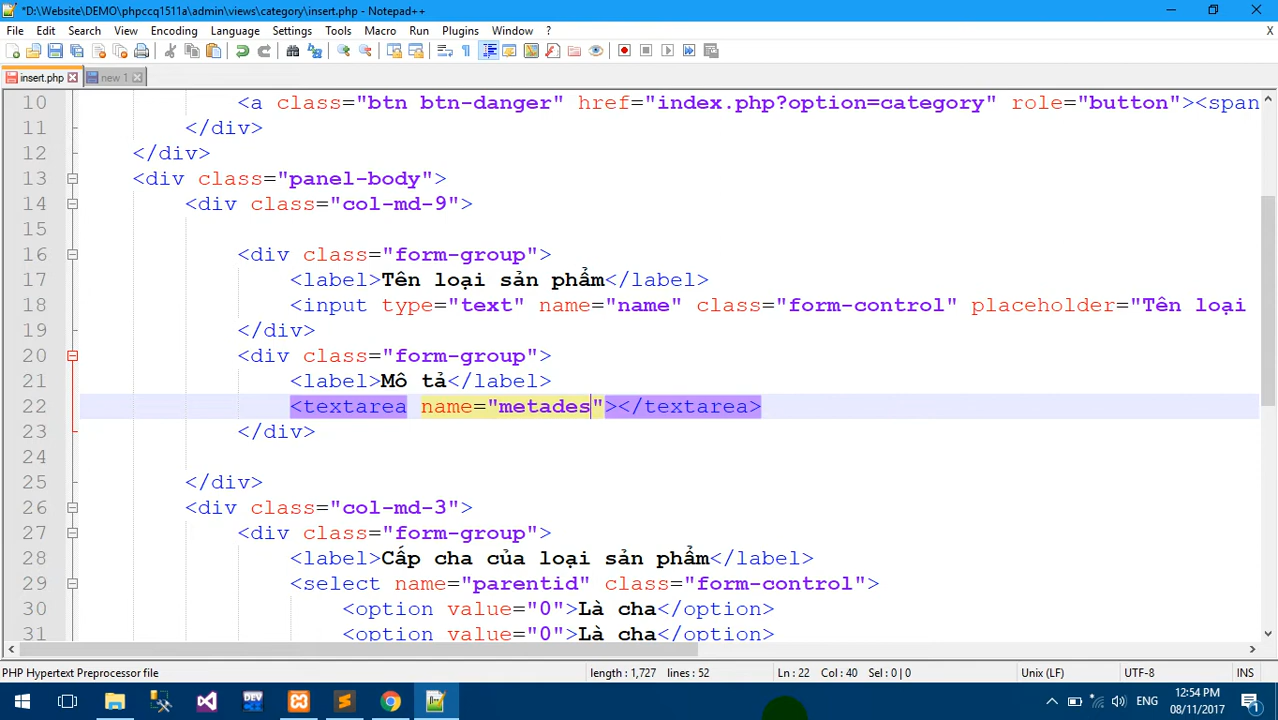 *D:\Website\DEMO\phpccq1511a\admin\views\category\insert.php - Notepad++
File Edit Search View Encoding Language Settings Tools Macro Run Plugins Window ?
insert.php new 1
10 <a class="btn btn-danger" href="index.php?option=category" role="button"><span
11 </div>
12 </div>
13 <div class="panel-body">
14 <div class="col-md-9">
15
16 <div class="form-group">
17 <label>Tên loại sản phẩm</label>
18 <input type="text" name="name" class="form-control" placeholder="Tên loại
19 </div>
20 <div class="form-group">
21 <label>Mô tả</label>
22 <textarea name="metades"></textarea>
23 </div>
24
25 </div>
26 <div class="col-md-3">
27 <div class="form-group">
28 <label>Cấp cha của loại sản phẩm</label>
29 <select name="parentid" class="form-control">
30 <option value="0">Là cha</option>
31 <option value="0">Là cha</option>
PHP Hypertext Preprocessor file length : 1,727 lines : 52 Ln : 22 Col : 40 Sel : 0 | 0 Unix (LF) UTF-8 INS
ENG 12:54 PM
08/11/2017